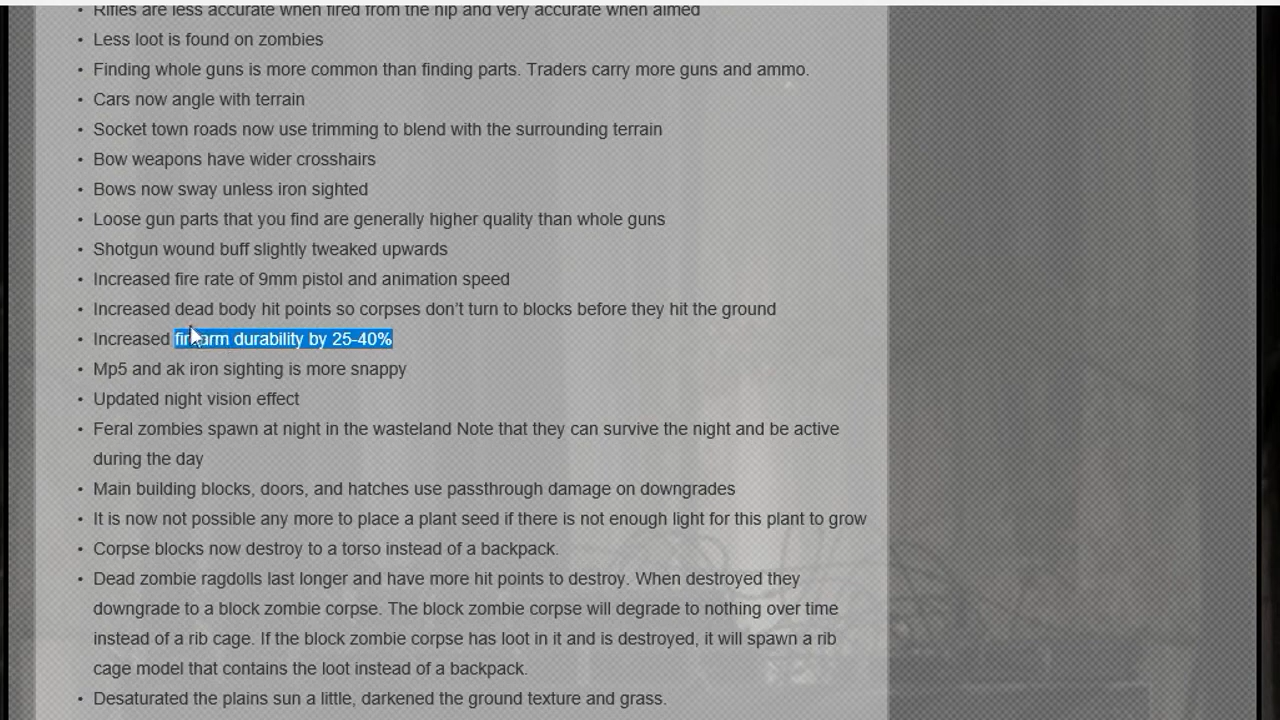 • Rifles are less accurate when fired from the hip and very accurate when aimed
• Less loot is found on zombies
• Finding whole guns is more common than finding parts. Traders carry more guns and ammo.
• Cars now angle with terrain
• Socket town roads now use trimming to blend with the surrounding terrain
• Bow weapons have wider crosshairs
• Bows now sway unless iron sighted
• Loose gun parts that you find are generally higher quality than whole guns
• Shotgun wound buff slightly tweaked upwards
• Increased fire rate of 9mm pistol and animation speed
• Increased dead body hit points so corpses don’t turn to blocks before they hit the ground
• Increased firearm durability by 25-40%
• Mp5 and ak iron sighting is more snappy
• Updated night vision effect
• Feral zombies spawn at night in the wasteland Note that they can survive the night and be active
during the day
• Main building blocks, doors, and hatches use passthrough damage on downgrades
• It is now not possible any more to place a plant seed if there is not enough light for this plant to grow
• Corpse blocks now destroy to a torso instead of a backpack.
• Dead zombie ragdolls last longer and have more hit points to destroy. When destroyed they
downgrade to a block zombie corpse. The block zombie corpse will degrade to nothing over time
instead of a rib cage. If the block zombie corpse has loot in it and is destroyed, it will spawn a rib
cage model that contains the loot instead of a backpack.
• Desaturated the plains sun a little, darkened the ground texture and grass.